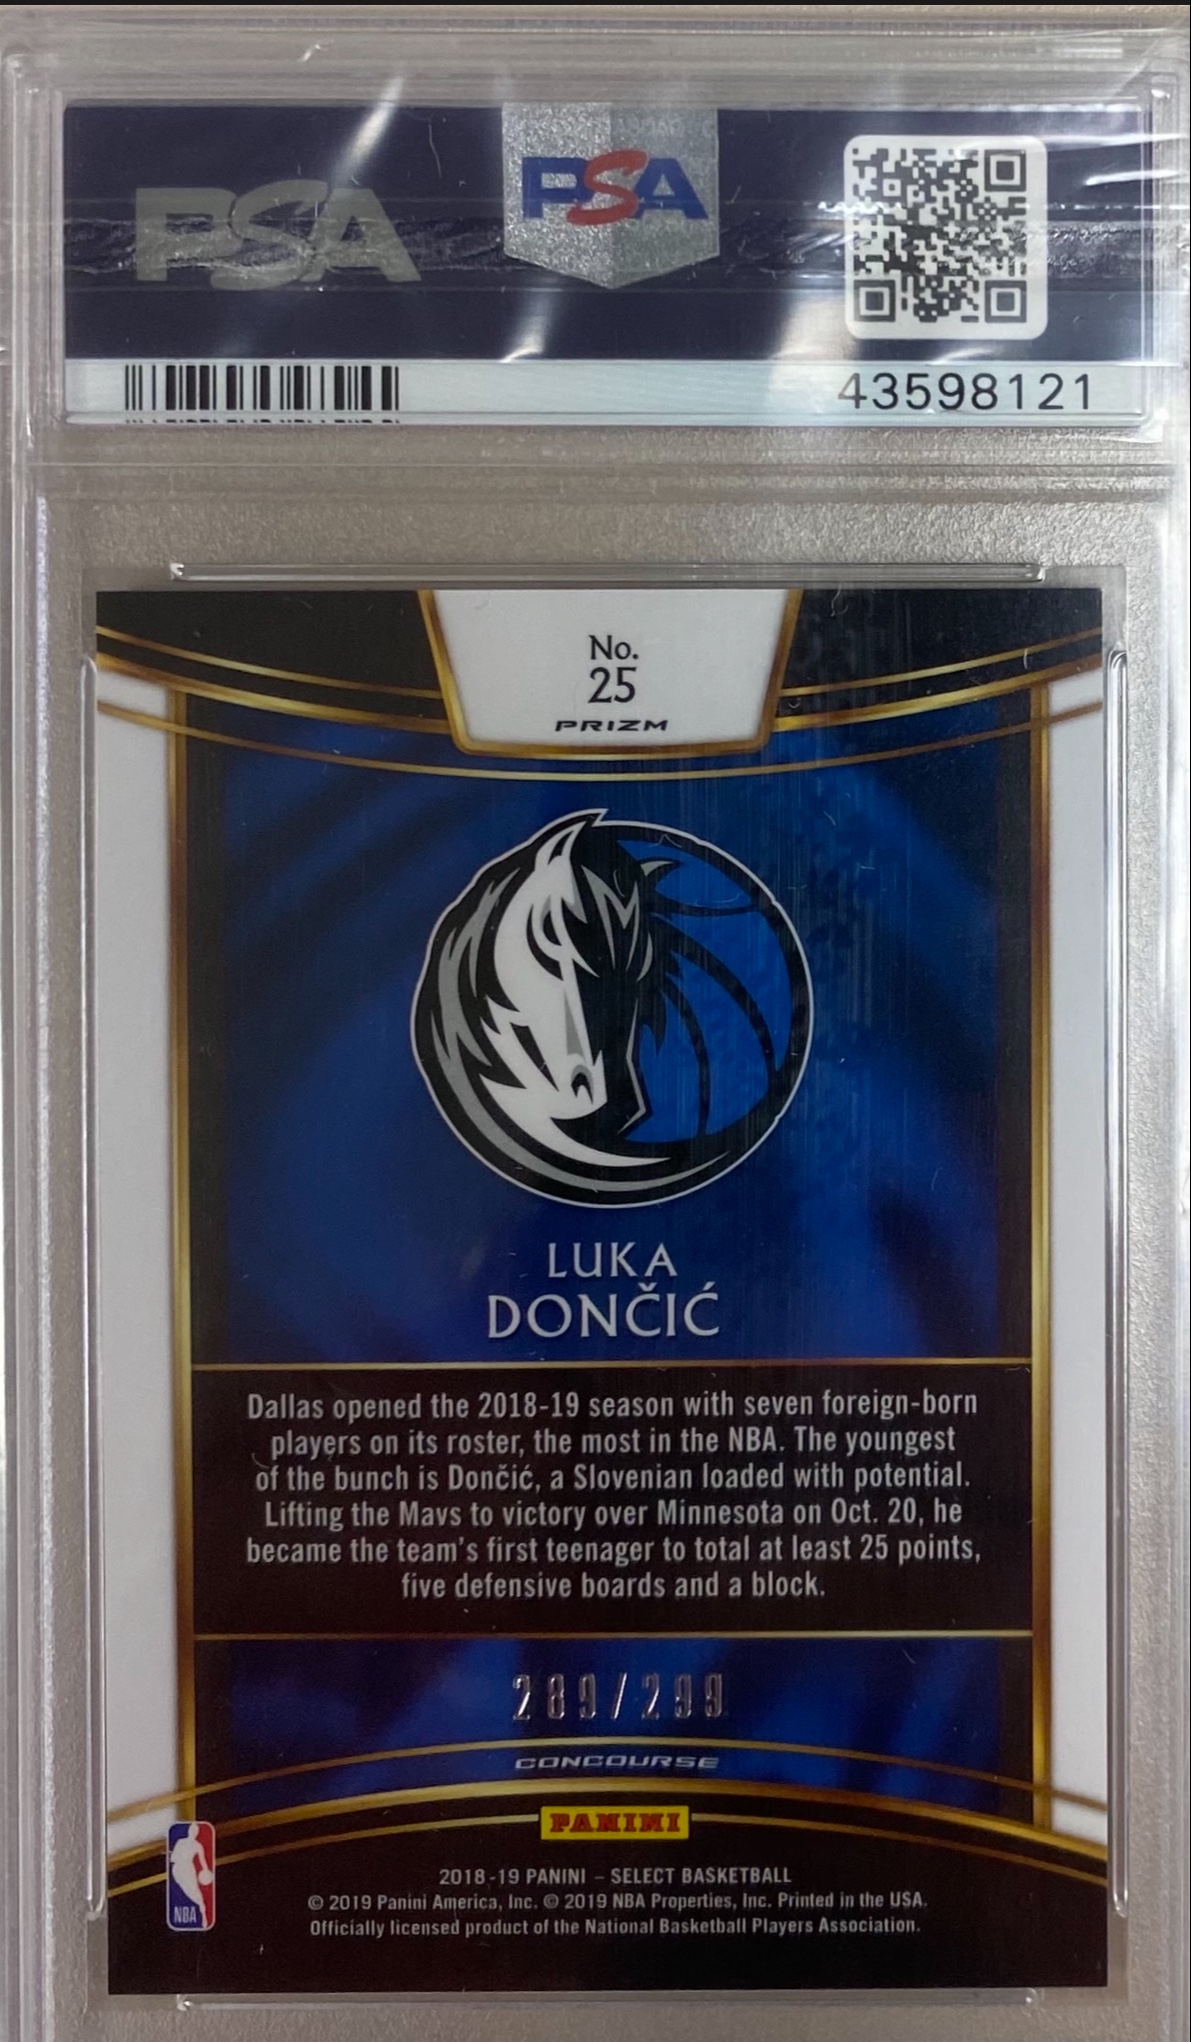 PSA
PSA
43598121
No.
25
PRIZM
LUKA
DONČIĆ
Dallas opened the 2018-19 season with seven foreign-born
players on its roster, the most in the NBA. The youngest
of the bunch is Dončić, a Slovenian loaded with potential.
Lifting the Mavs to victory over Minnesota on Oct. 20, he
became the team's first teenager to total at least 25 points,
five defensive boards and a block.
289/299
CONCOURSE
PANINI
NBA
2018-19 PANINI – SELECT BASKETBALL
© 2019 Panini America, Inc. © 2019 NBA Properties, Inc. Printed in the USA.
Officially licensed product of the National Basketball Players Association.